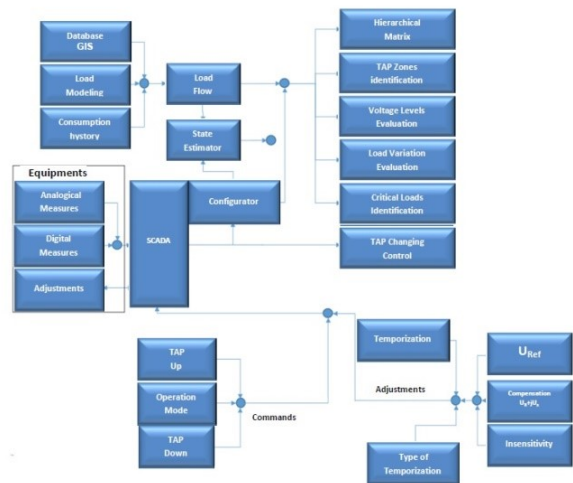 Database
GIS
Load
Modeling
Consumption
hystory
Load
Flow
State
Estimator
Hierarchical
Matrix
TAP Zones
identification
Voltage Levels
Evaluation
Load Variation
Evaluation
Critical Loads
Identification
TAP Changing
Control
Equipments
Analogical
Measures
Digital
Measures
Adjustments
SCADA
Configurator
TAP
Up
Operation
Mode
TAP
Down
Commands
Temporization
Adjustments
Type of
Temporization
URef
Compensation
Insensitivity